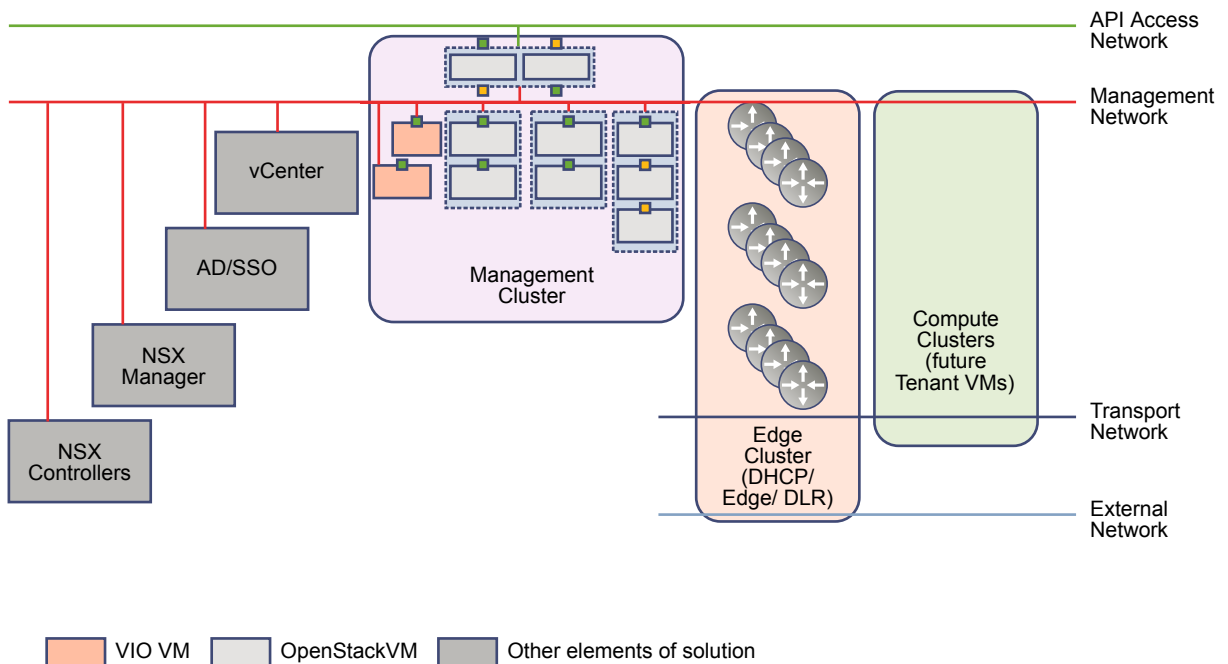 API Access
Network
Management
Network
vCenter
AD/SSO
Management
Cluster
NSX
Manager
Compute
Clusters
(future
Tenant VMs)
NSX
Controllers
Transport
Network
Edge
Cluster
(DHCP/
Edge/ DLR)
External
Network
VIO VM
OpenStackVM
Other elements of solution